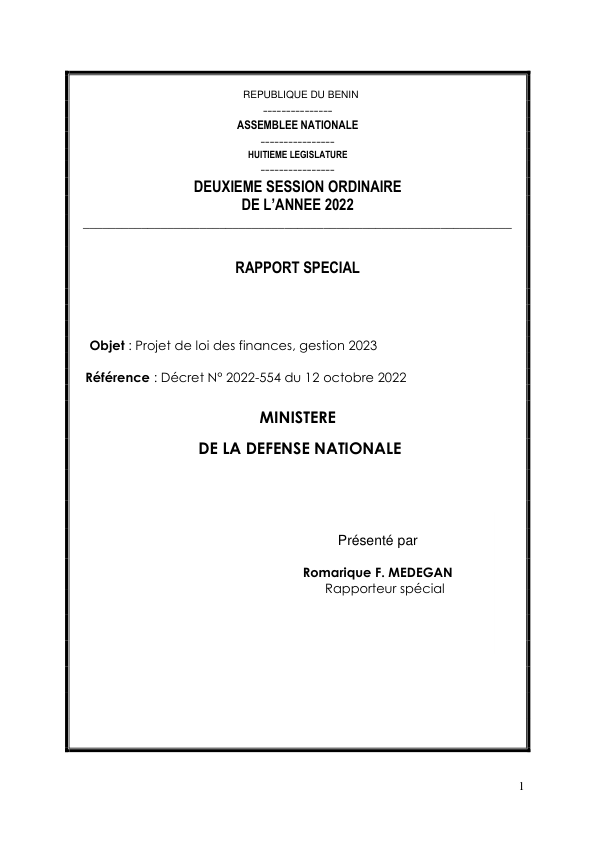 REPUBLIQUE DU BENIN
---------------
ASSEMBLEE NATIONALE
----------------
HUITIEME LEGISLATURE
----------------
DEUXIEME SESSION ORDINAIRE
DE L’ANNEE 2022
RAPPORT SPECIAL
Objet : Projet de loi des finances, gestion 2023
Référence : Décret N° 2022-554 du 12 octobre 2022
MINISTERE
DE LA DEFENSE NATIONALE
Présenté par
Romarique F. MEDEGAN
Rapporteur spécial
1